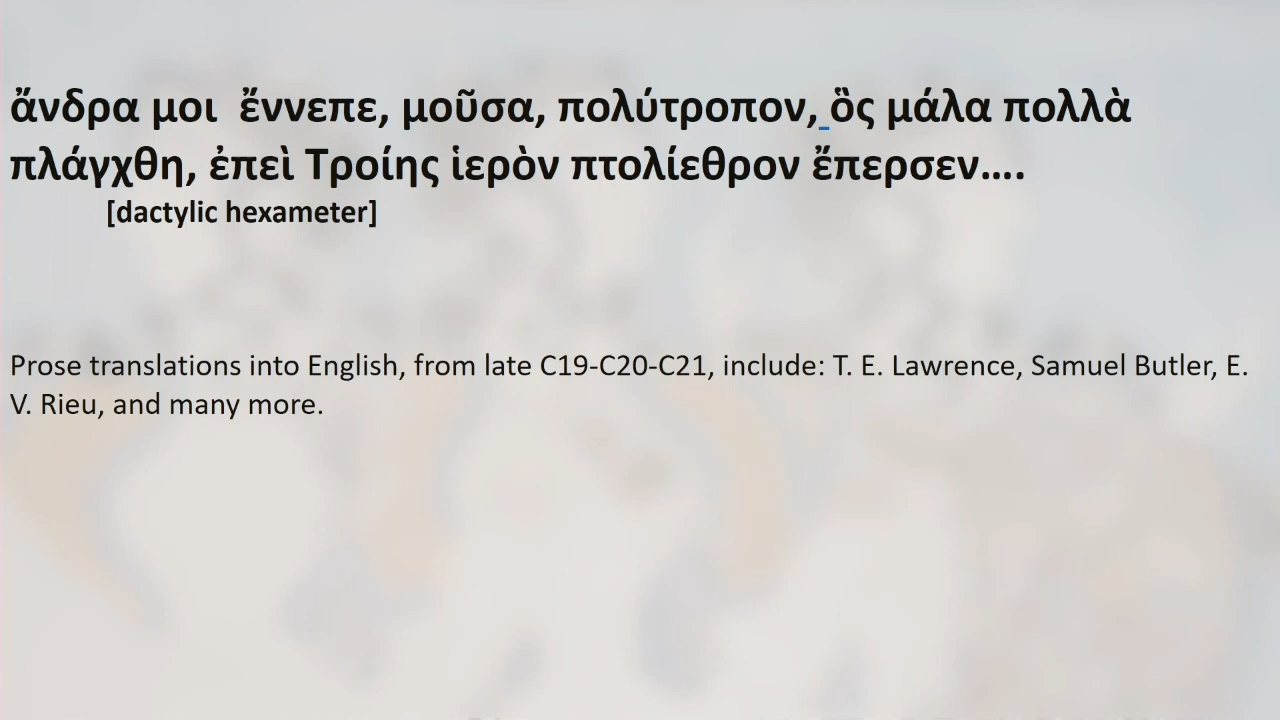 ἄνδρα μοι ἔννεπε, μοῦσα, πολύτροπον, ὃς μάλα πολλὰ
πλάγχθη, ἐπεὶ Τροίης ἱερὸν πτολίεθρον ἔπερσεν….
[dactylic hexameter]
Prose translations into English, from late C19-C20-C21, include: T. E. Lawrence, Samuel Butler, E.
V. Rieu, and many more.